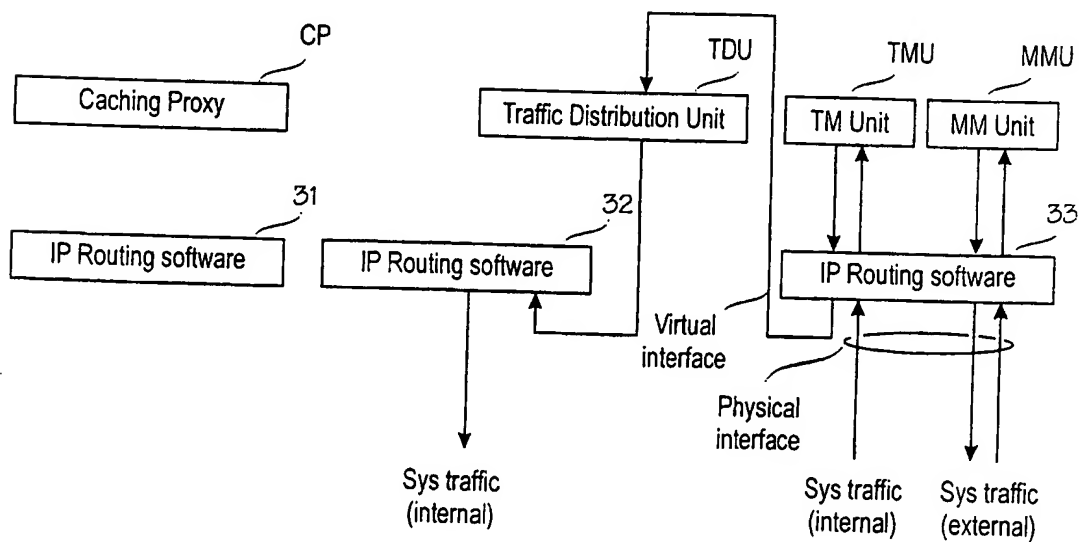 CP
TDU
TMU
MMU
Caching Proxy
Traffic Distribution Unit
TM Unit
MM Unit
31
32
33
IP Routing software
IP Routing software
IP Routing software
Virtual
interface
Physical
interface
Sys traffic
(internal)
Sys traffic
(internal)
Sys traffic
(external)